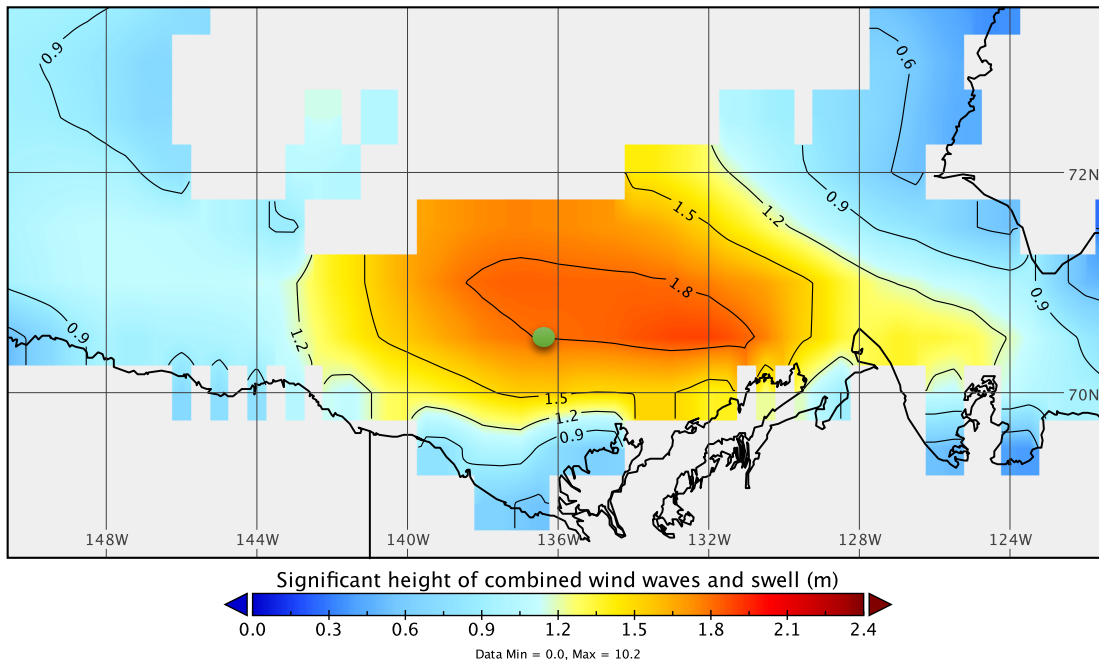 0.9
0.6
72N
1.5
1.2
0.9
1.8
0.9
0.9
1.2
70N
1.5
1.2
0.9
148W 144W 140W 136W 132W 128W 124W
Significant height of combined wind waves and swell (m)
0.0 0.3 0.6 0.9 1.2 1.5 1.8 2.1 2.4
Data Min = 0.0, Max = 10.2